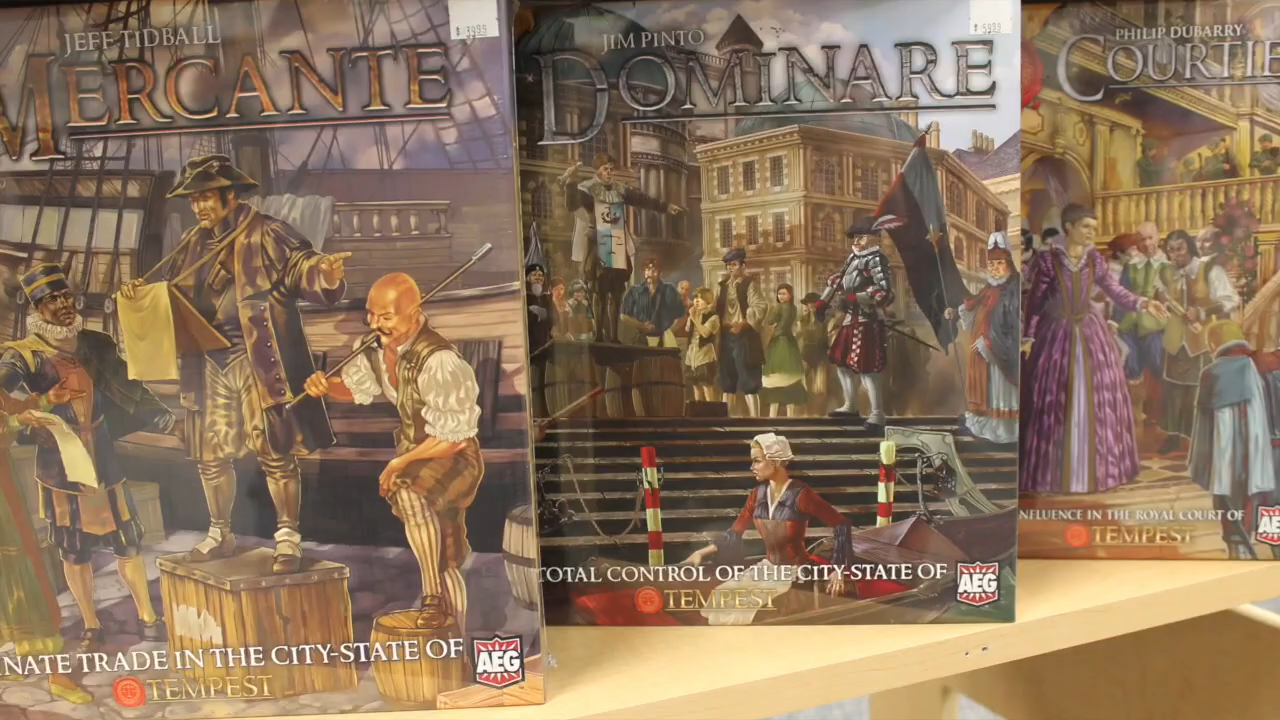 JEFF TIDBALL
MERCANTE
$ 39.99
NATE TRADE IN THE CITY-STATE OF
TEMPEST
AEG
JIM PINTO
DOMINARE
$ 59.99
TOTAL CONTROL OF THE CITY-STATE OF
TEMPEST
AEG
PHILIP DUBARRY
COURTIE
NFLUENCE IN THE ROYAL COURT OF
TEMPEST
AE